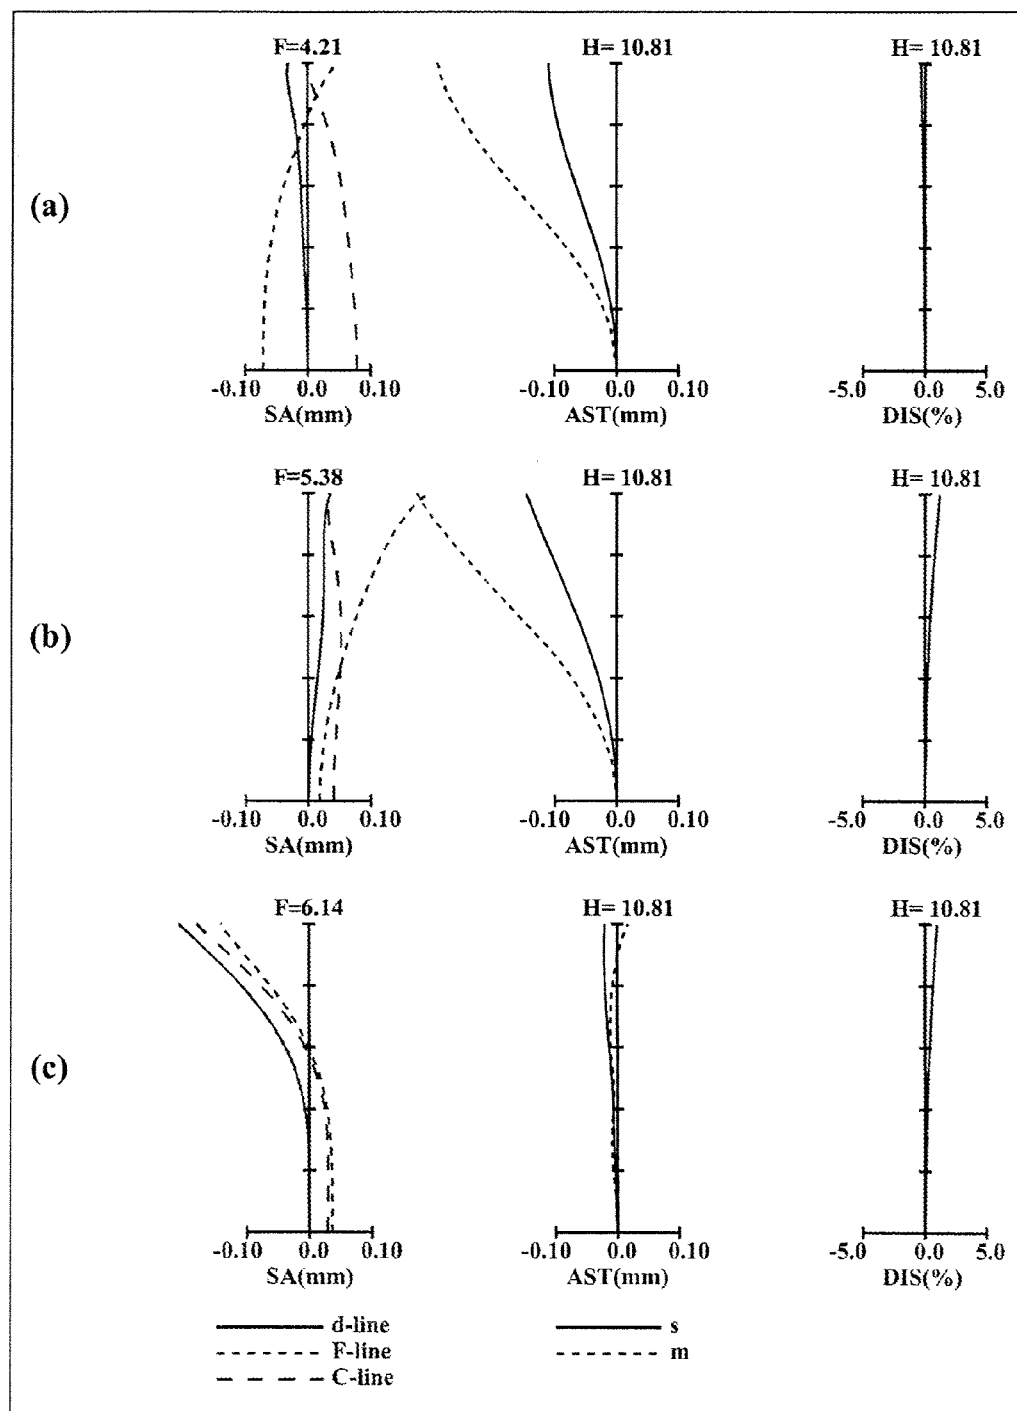 F=4.21 H= 10.81 H= 10.81
(a)
-0.10 0.0 0.10 -0.10 0.0 0.10 -5.0 0.0 5.0
SA(mm) AST(mm) DIS(%)
F=5.38 H= 10.81 H= 10.81
(b)
-0.10 0.0 0.10 -0.10 0.0 0.10 -5.0 0.0 5.0
SA(mm) AST(mm) DIS(%)
F=6.14 H= 10.81 H= 10.81
(c)
-0.10 0.0 0.10 -0.10 0.0 0.10 -5.0 0.0 5.0
SA(mm) AST(mm) DIS(%)
d-line s
F-line m
C-line